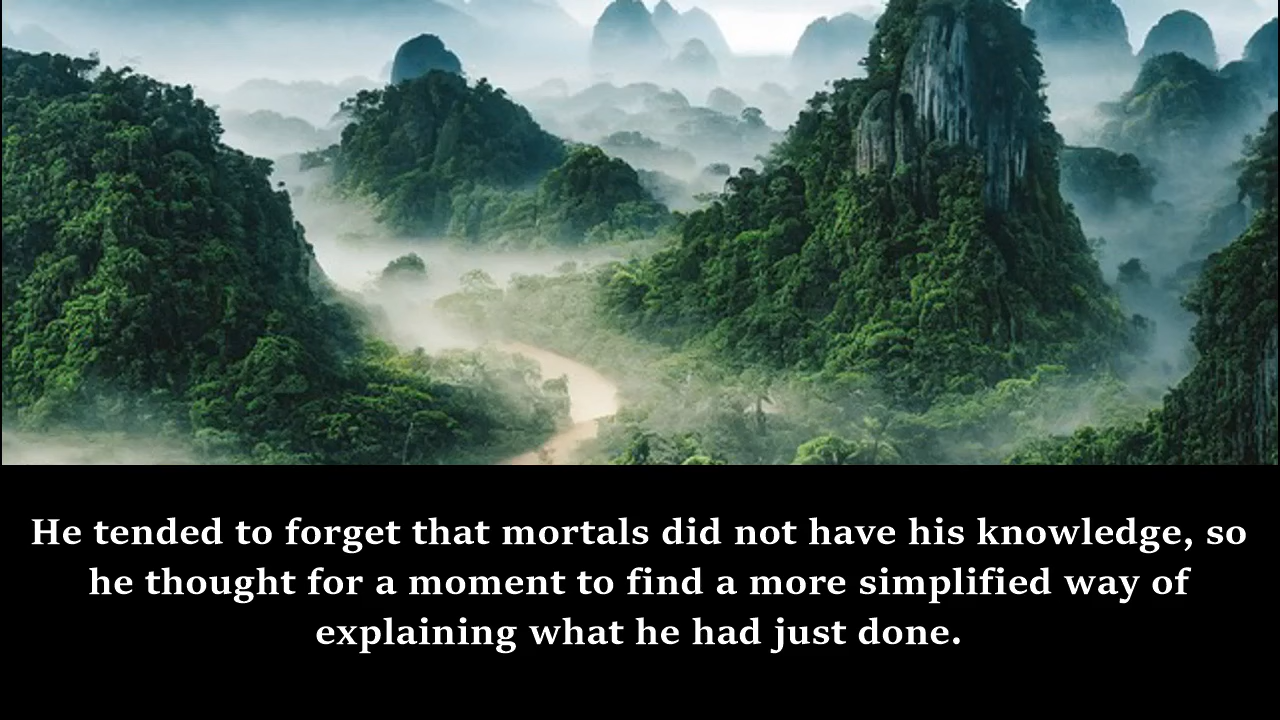 He tended to forget that mortals did not have his knowledge, so
he thought for a moment to find a more simplified way of
explaining what he had just done.